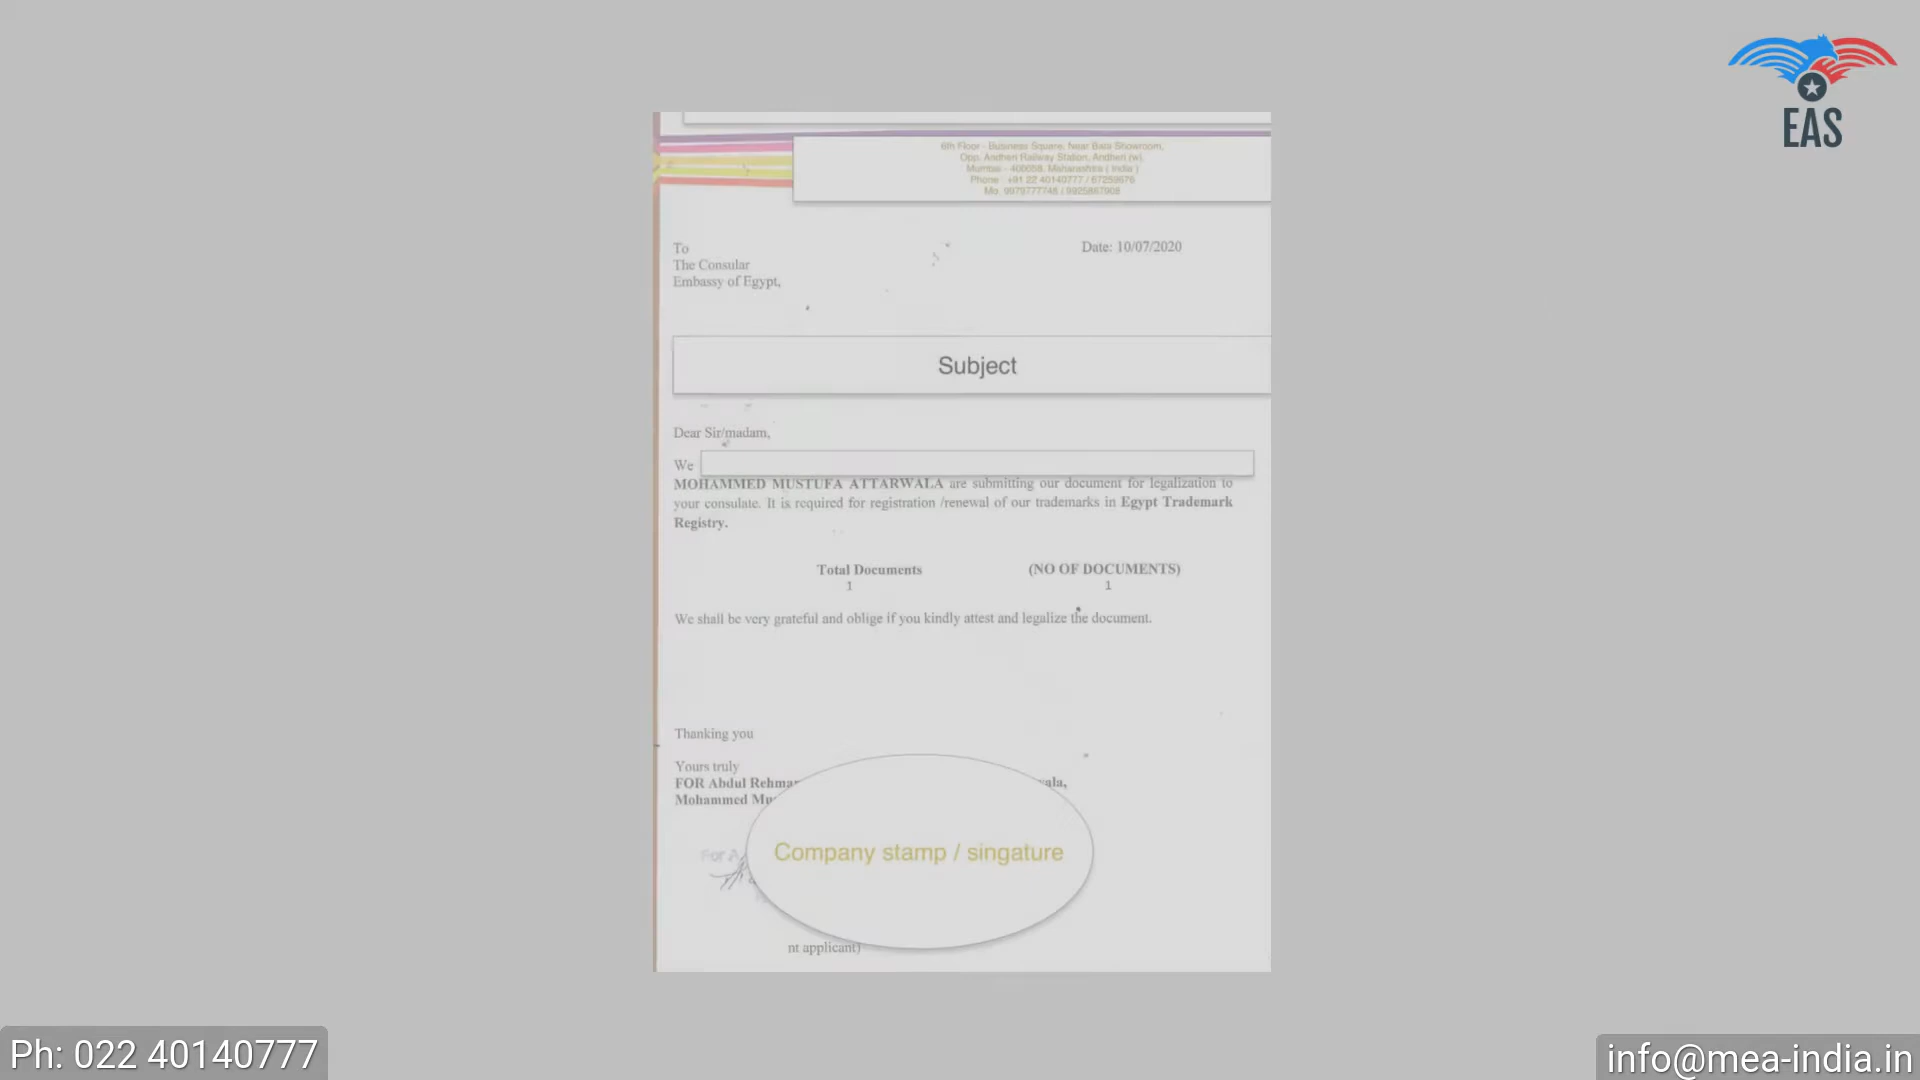 EAS
6th Floor - Business Square, Near Bata Showroom,
Opp. Andheri Railway Station, Andheri (w),
Mumbai - 400058, Maharashtra ( India )
Phone : +91 22 40140777 / 67259676
Mo. 9979777748 / 9925867908
To
Date: 10/07/2020
The Consular
Embassy of Egypt,
Subject
Dear Sir/madam,
We
MOHAMMED MUSTUFA ATTARWALA are submitting our document for legalization to
your consulate. It is required for registration /renewal of our trademarks in Egypt Trademark
Registry.
Total Documents (NO OF DOCUMENTS)
1 1
We shall be very grateful and oblige if you kindly attest and legalize the document.
Thanking you
Yours truly
FOR Abdul Rehma ala,
Mohammed Mu
For A
Company stamp / singature
nt applicant)
Ph: 022 40140777
info@mea-india.in